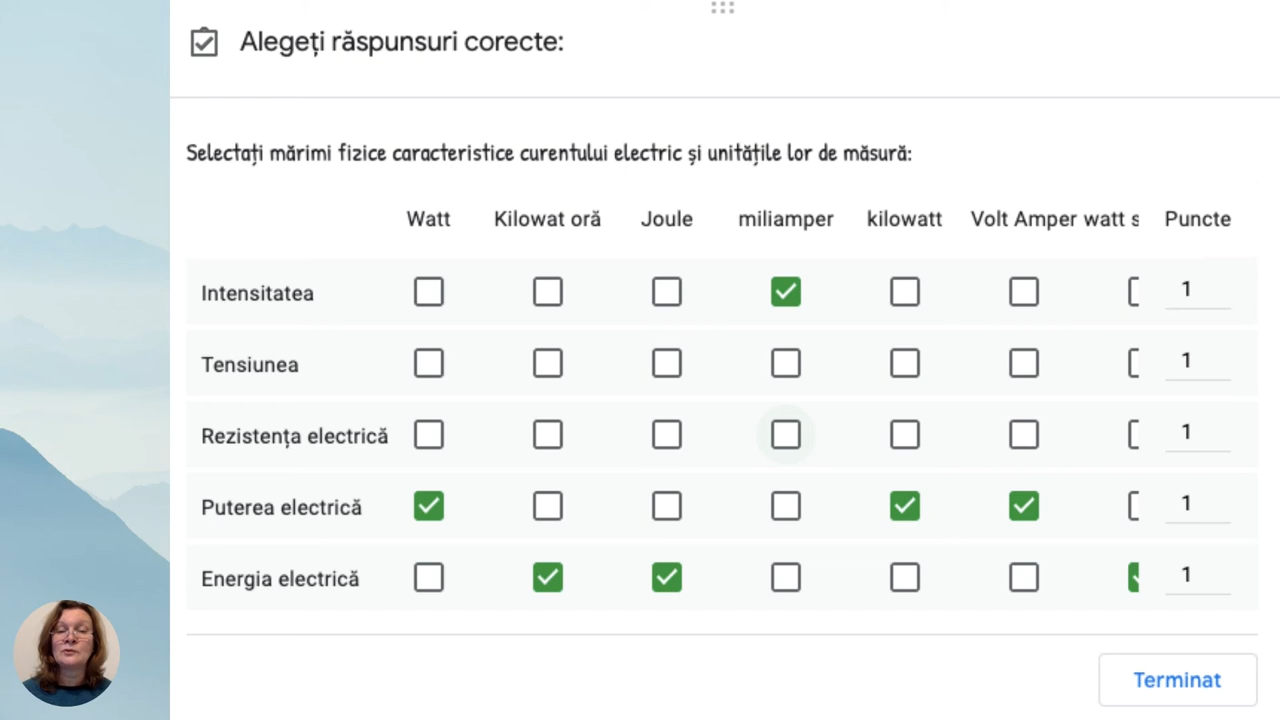 Alegeți răspunsuri corecte:
Selectați mărimi fizice caracteristice curentului electric și unitățile lor de măsură:
Watt Kilowat oră Joule miliamper kilowatt Volt Amper watt s Puncte
Intensitatea 1
Tensiunea 1
Rezistența electrică 1
Puterea electrică 1
Energia electrică 1
Terminat